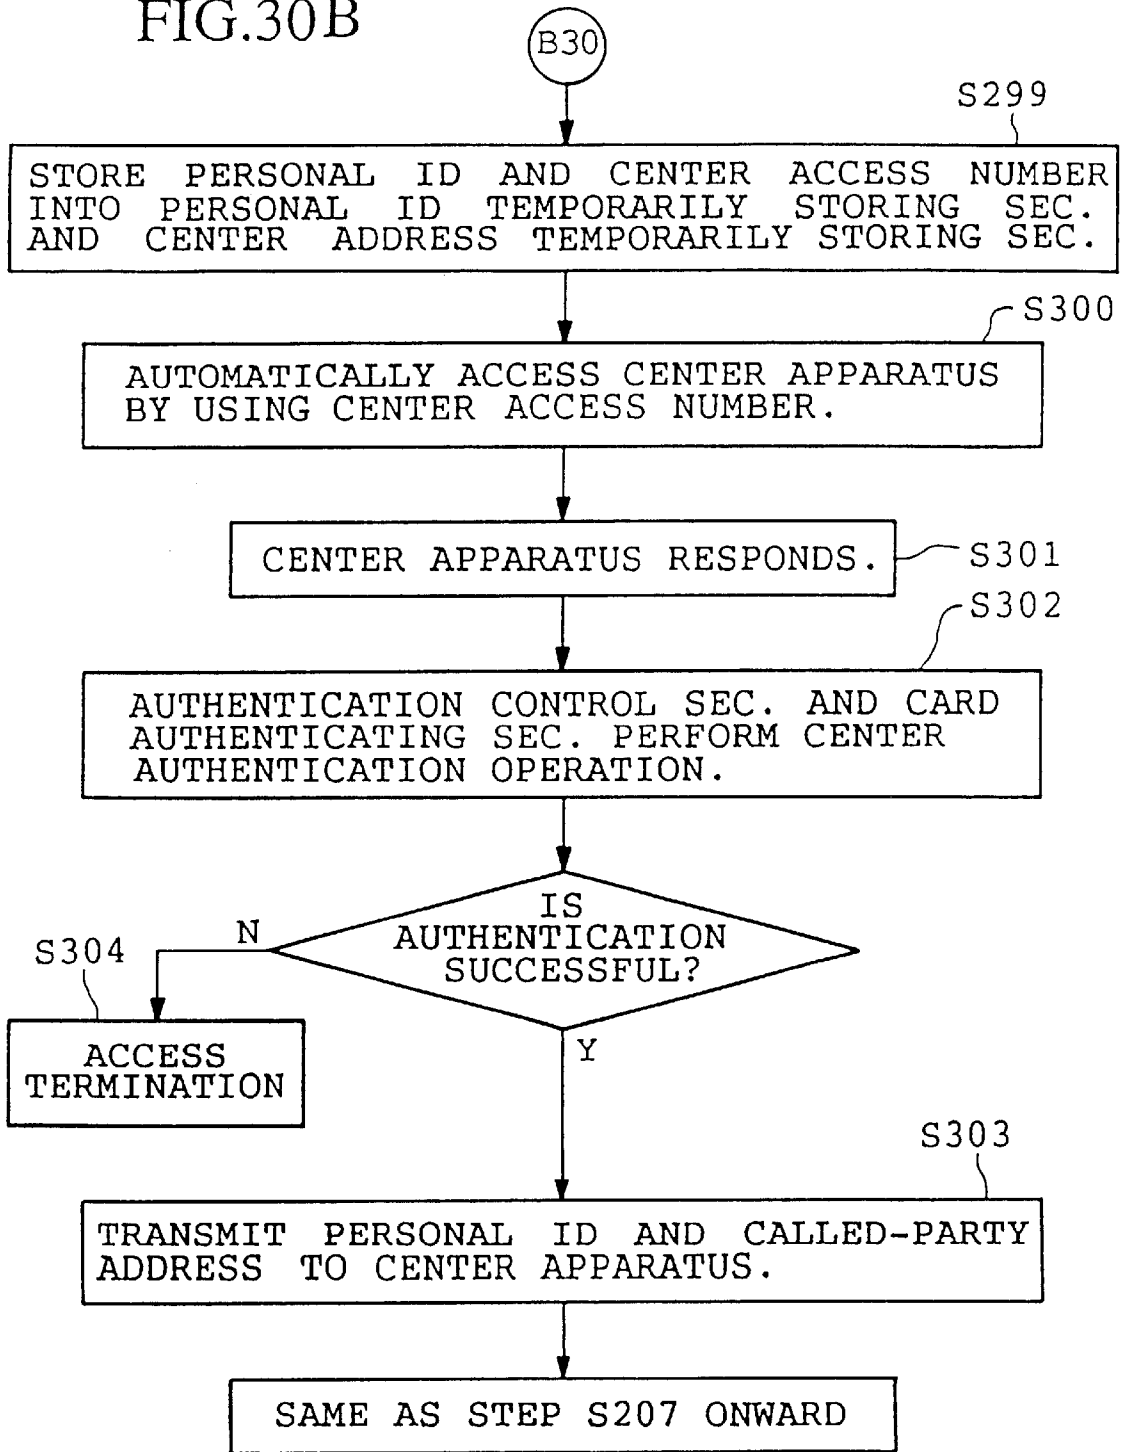 FIG.30B
B30
S299
STORE PERSONAL ID AND CENTER ACCESS NUMBER
INTO PERSONAL ID TEMPORARILY STORING SEC.
AND CENTER ADDRESS TEMPORARILY STORING SEC.
S300
AUTOMATICALLY ACCESS CENTER APPARATUS
BY USING CENTER ACCESS NUMBER.
CENTER APPARATUS RESPONDS.
S301
S302
AUTHENTICATION CONTROL SEC. AND CARD
AUTHENTICATING SEC. PERFORM CENTER
AUTHENTICATION OPERATION.
IS
AUTHENTICATION
SUCCESSFUL?
N
S304
ACCESS
TERMINATION
Y
S303
TRANSMIT PERSONAL ID AND CALLED-PARTY
ADDRESS TO CENTER APPARATUS.
SAME AS STEP S207 ONWARD